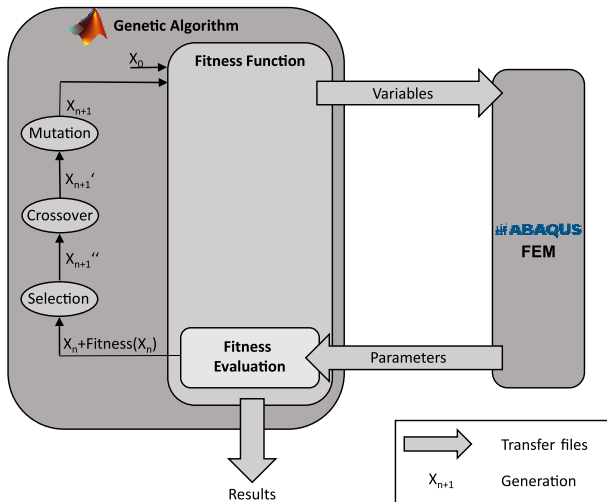 Genetic Algorithm
X0
Fitness Function
Xn+1
Variables
Mutation
Xn+1‘
Crossover
ABAQUS
FEM
Xn+1‘‘
Selection
Xn+Fitness(Xn)
Fitness
Evaluation
Parameters
Transfer files
Xn+1 Generation
Results